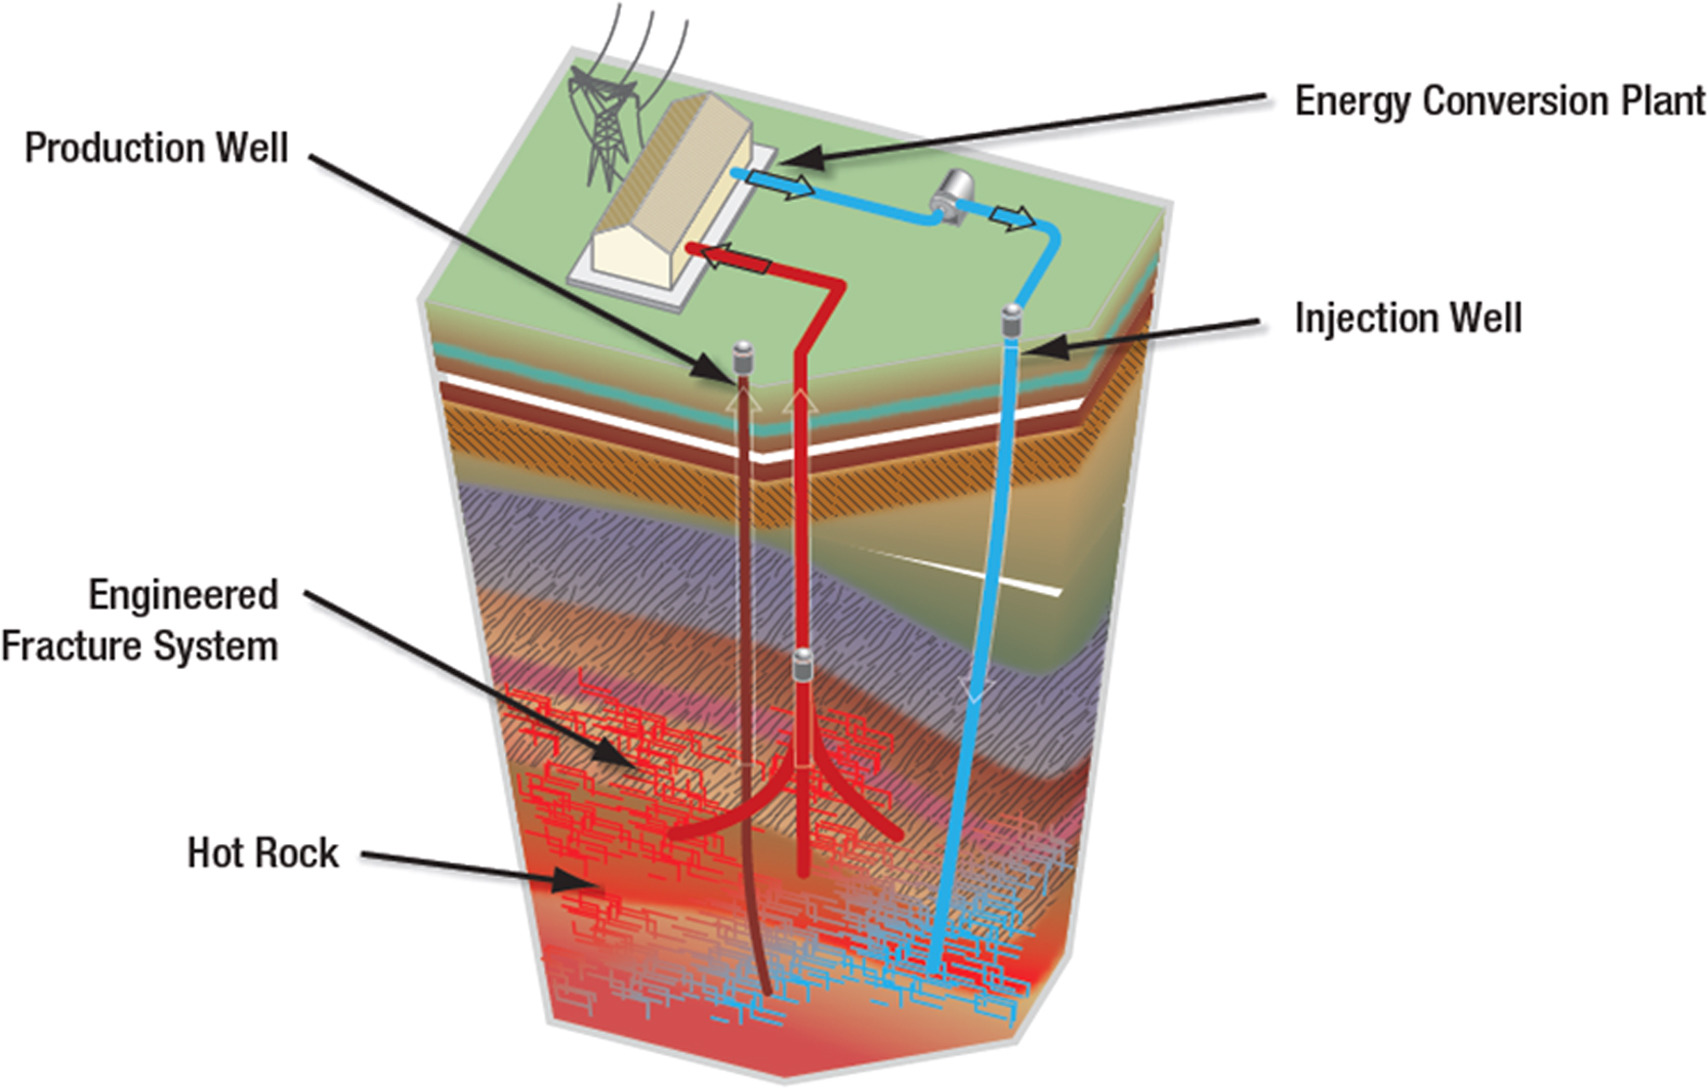 Energy Conversion Plant
Production Well
Injection Well
Engineered
Fracture System
Hot Rock